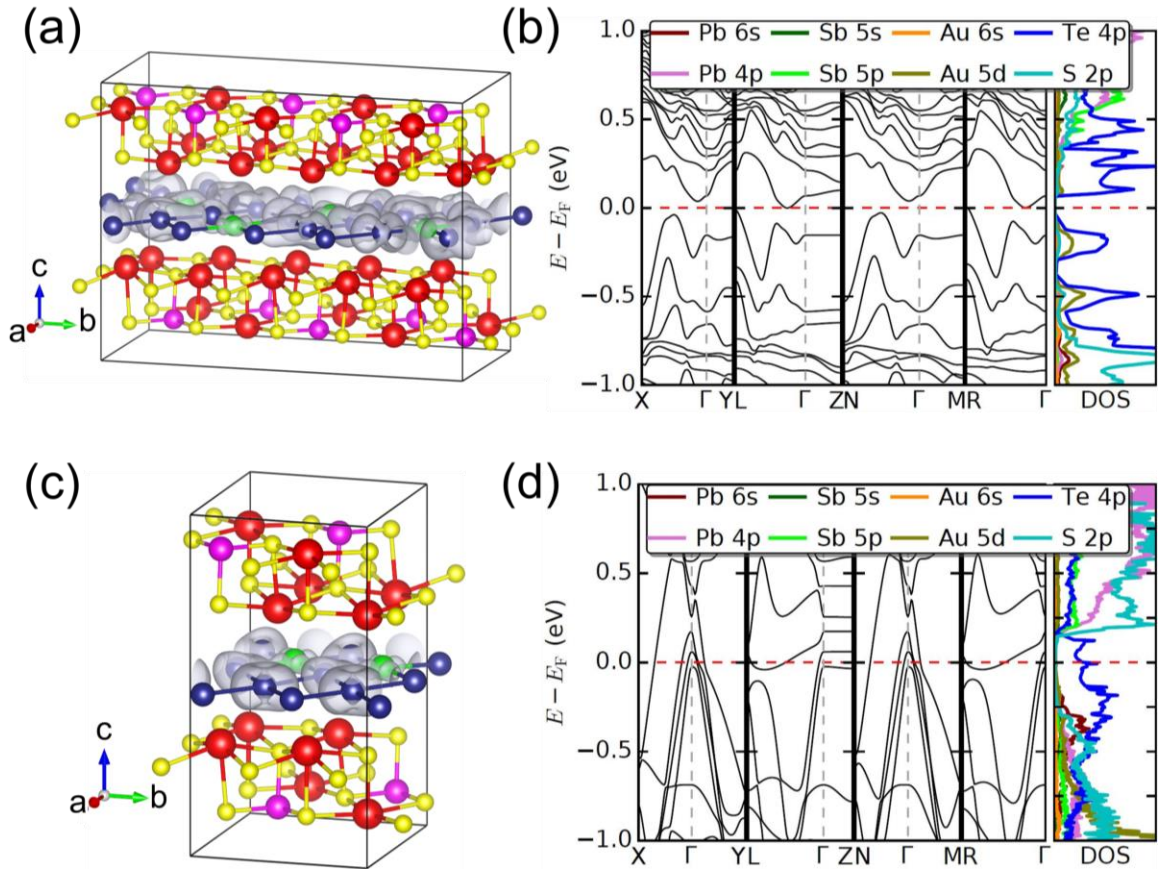 (a)
c
a
b
(b)
Pb 6s Sb 5s Au 6s Te 4p
Pb 4p Sb 5p Au 5d S 2p
1.0
0.5
0.0
−0.5
−1.0
E − E_F (eV)
X Γ YL Γ ZN Γ MR Γ DOS
(c)
c
a
b
(d)
Pb 6s Sb 5s Au 6s Te 4p
Pb 4p Sb 5p Au 5d S 2p
1.0
0.5
0.0
−0.5
−1.0
E − E_F (eV)
X Γ YL Γ ZN Γ MR Γ DOS